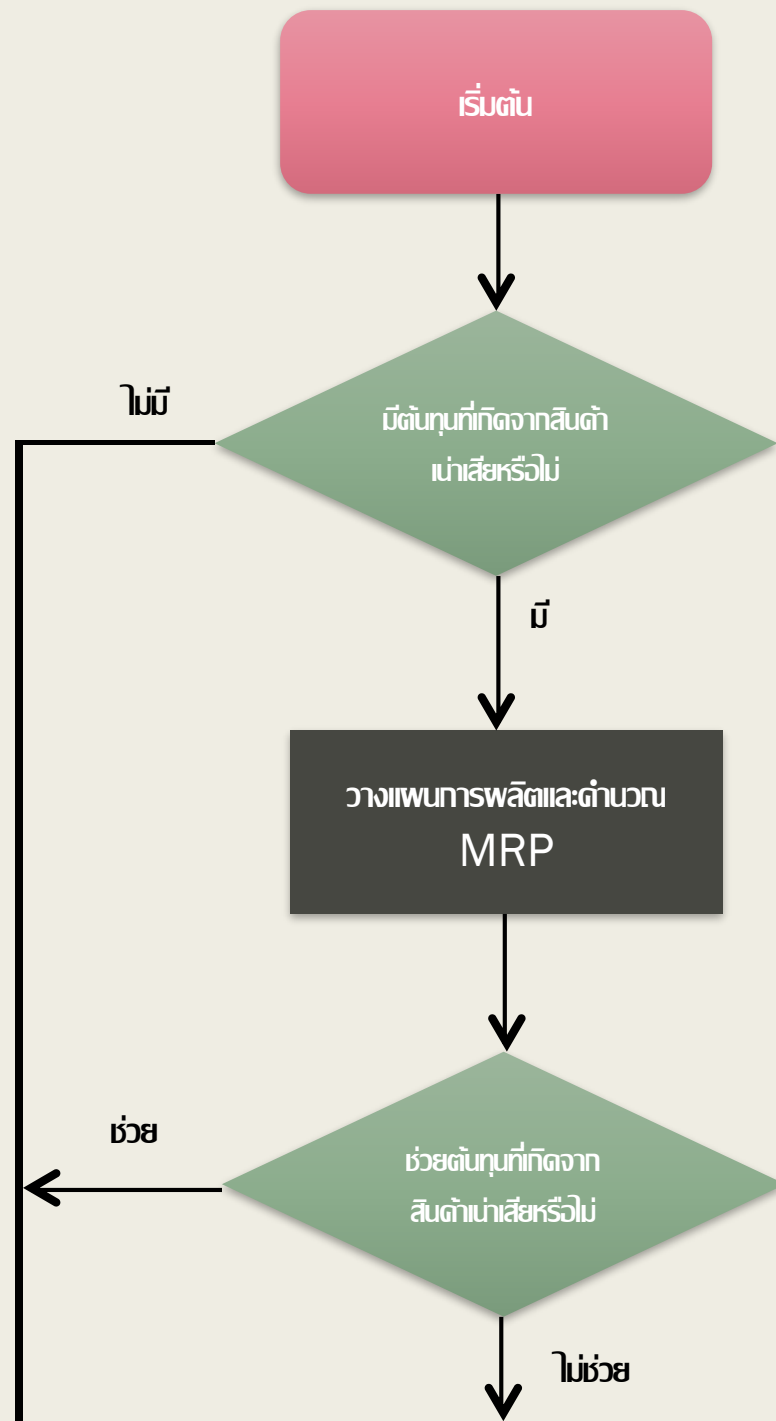 เริ่มต้น
ไม่มี
มีต้นทุนที่เกิดจากสินค้า
เน่าเสียหรือไม่
มี
วางแผนการผลิตและคำนวณ
MRP
ช่วย
ช่วยต้นทุนที่เกิดจาก
สินค้าเน่าเสียหรือไม่
ไม่ช่วย